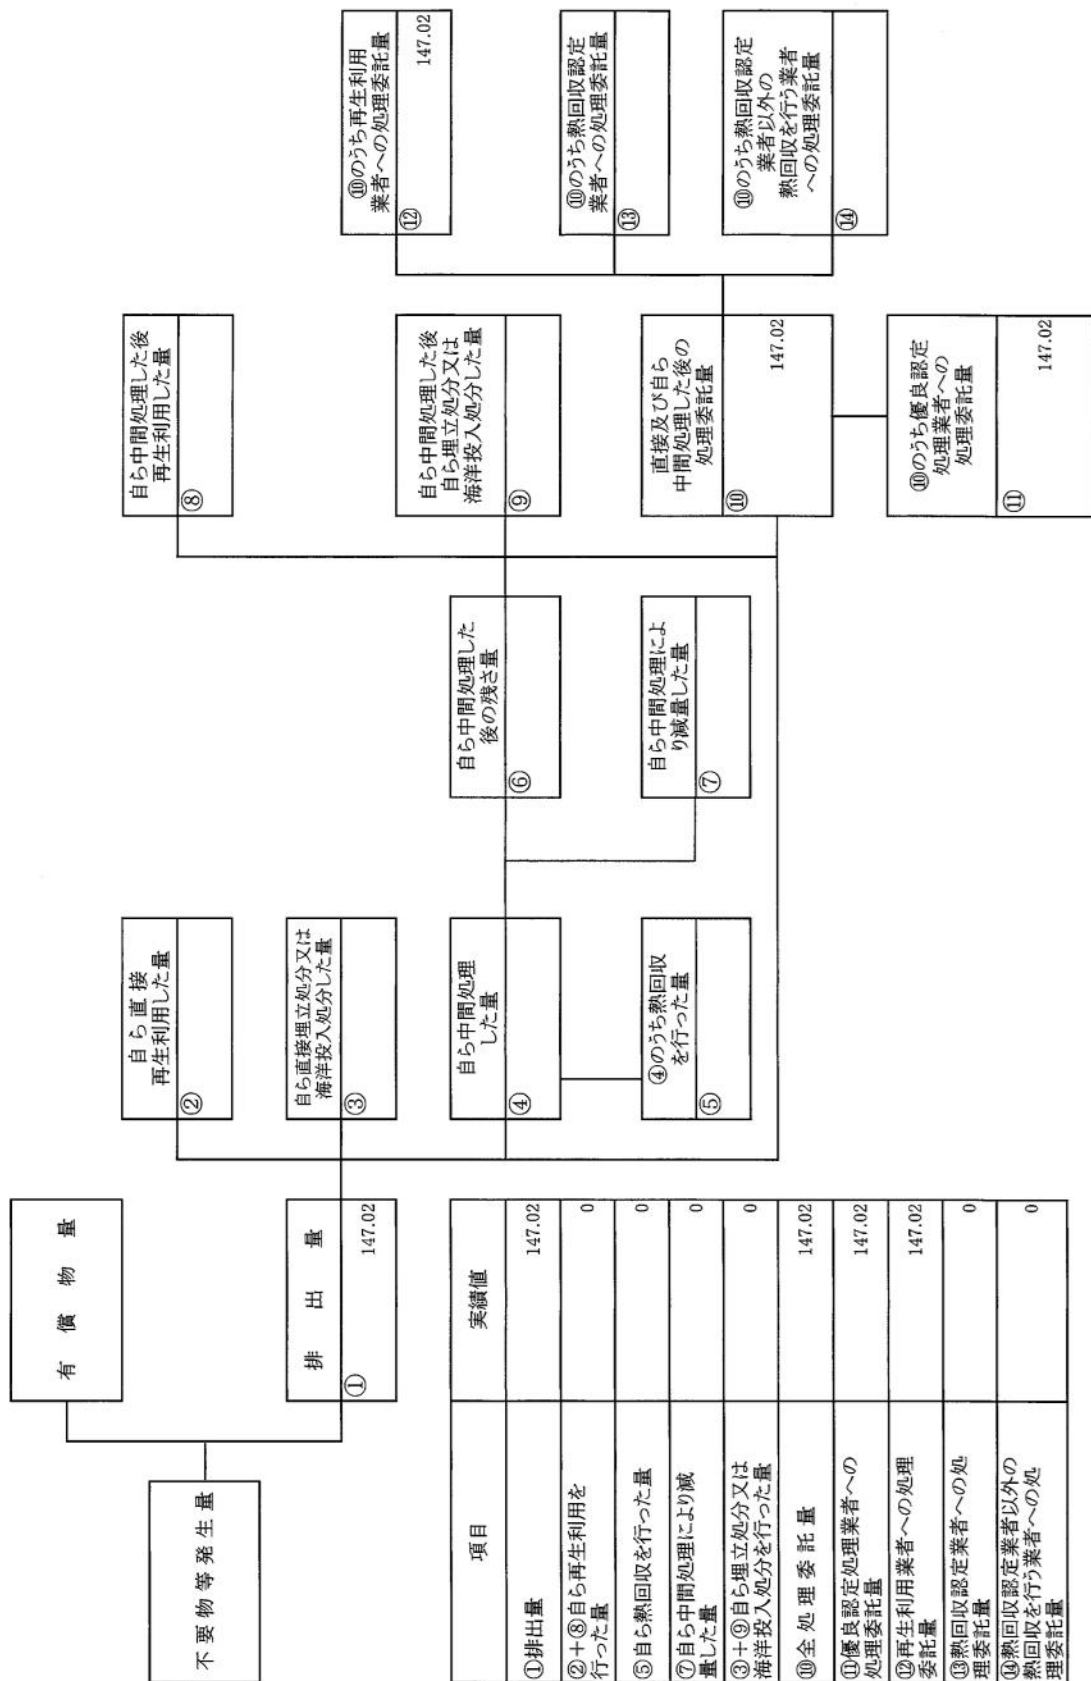 不要物等発生量
有償物量
排出量
①
147.02
自ら直接
再生利用した量
②
自ら直接埋立処分又は
海洋投入処分した量
③
自ら中間処理
した量
④
④のうち熱回収
を行った量
⑤
自ら中間処理した
後の残さ量
⑥
自ら中間処理によ
り減量した量
⑦
自ら中間処理した後
再生利用した量
⑧
自ら中間処理した後
自ら埋立処分又は
海洋投入処分した量
⑨
直接及び自ら
中間処理した後の
処理委託量
⑩
147.02
⑩のうち優良認定
処理業者への
処理委託量
⑪
147.02
⑩のうち再生利用
業者への処理委託量
⑫
147.02
⑩のうち熱回収認定
業者への処理委託量
⑬
⑩のうち熱回収認定
業者以外の
熱回収を行う業者
への処理委託量
⑭
項目 実績値
①排出量 147.02
②+⑧自ら再生利用を
行った量 0
⑤自ら熱回収を行った量 0
⑦自ら中間処理により減
量した量 0
③+⑨自ら埋立処分又は
海洋投入処分を行った量 0
⑩全処理委託量 147.02
⑪優良認定処理業者への
処理委託量 147.02
⑫再生利用業者への処理
委託量 147.02
⑬熱回収認定業者への処
理委託量 0
⑭熱回収認定業者以外の
熱回収を行う業者への処
理委託量 0